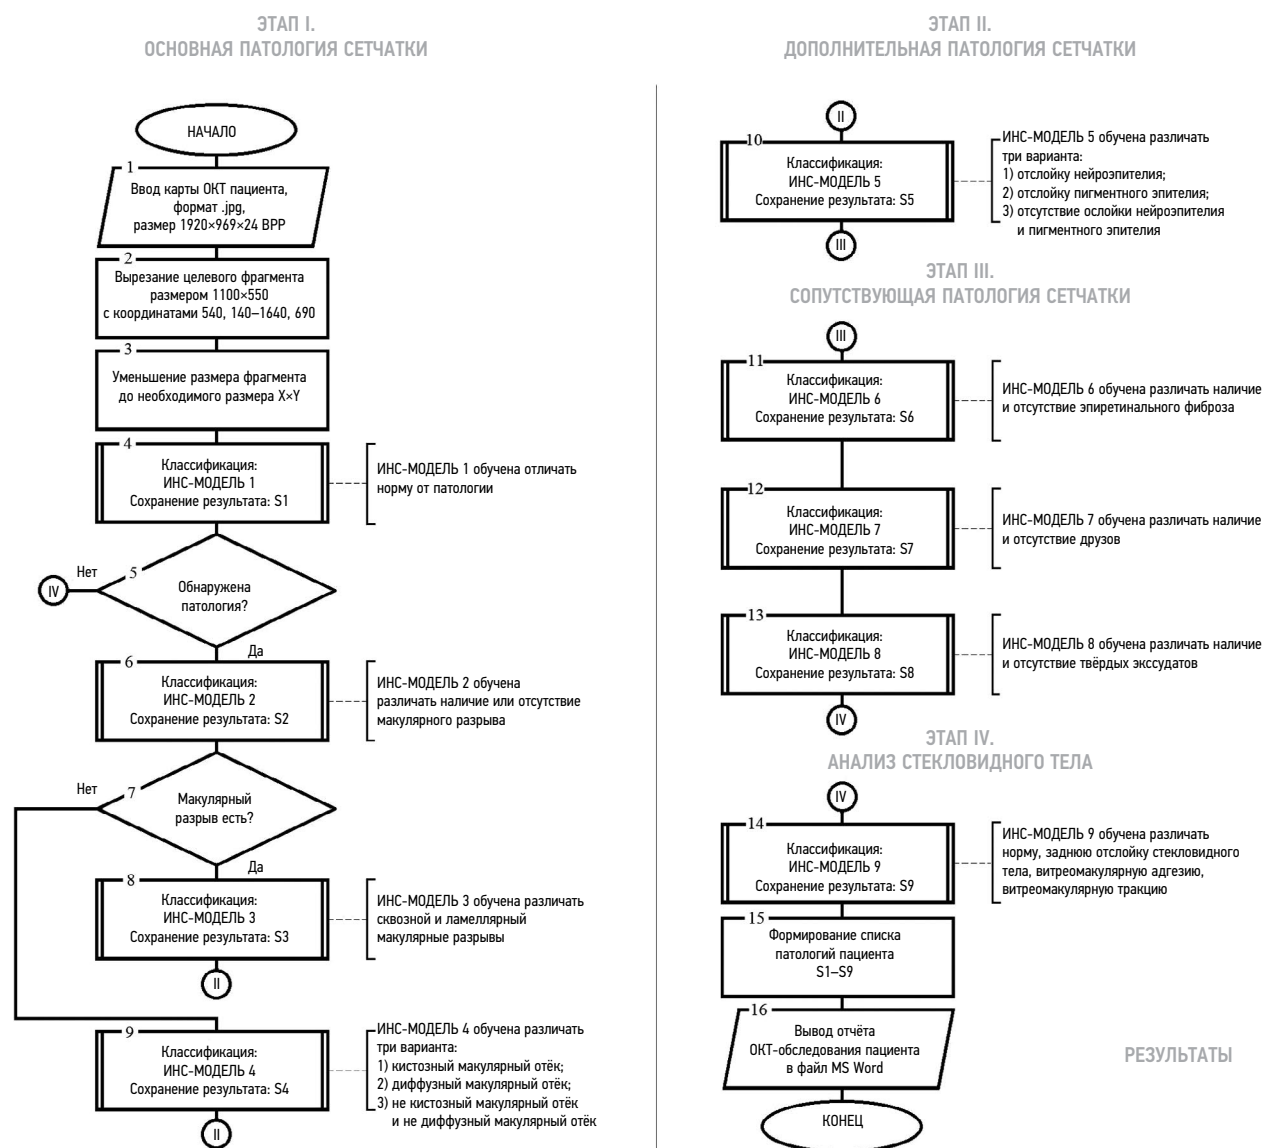 ЭТАП I.
ОСНОВНАЯ ПАТОЛОГИЯ СЕТЧАТКИ
НАЧАЛО
1
Ввод карты ОКТ пациента,
формат .jpg,
размер 1920×969×24 BPP
2
Вырезание целевого фрагмента
размером 1100×550
с координатами 540, 140–1640, 690
3
Уменьшение размера фрагмента
до необходимого размера X×Y
4
Классификация:
ИНС-МОДЕЛЬ 1
Сохранение результата: S1
ИНС-МОДЕЛЬ 1 обучена отличать
норму от патологии
5
Обнаружена
патология?
Нет
IV
Да
6
Классификация:
ИНС-МОДЕЛЬ 2
Сохранение результата: S2
ИНС-МОДЕЛЬ 2 обучена
различать наличие или отсутствие
макулярного разрыва
7
Макулярный
разрыв есть?
Нет
Да
8
Классификация:
ИНС-МОДЕЛЬ 3
Сохранение результата: S3
ИНС-МОДЕЛЬ 3 обучена различать
сквозной и ламеллярный
макулярные разрывы
II
9
Классификация:
ИНС-МОДЕЛЬ 4
Сохранение результата: S4
ИНС-МОДЕЛЬ 4 обучена различать
три варианта:
1) кистозный макулярный отёк;
2) диффузный макулярный отёк;
3) не кистозный макулярный отёк
и не диффузный макулярный отёк
II
ЭТАП II.
ДОПОЛНИТЕЛЬНАЯ ПАТОЛОГИЯ СЕТЧАТКИ
II
10
Классификация:
ИНС-МОДЕЛЬ 5
Сохранение результата: S5
ИНС-МОДЕЛЬ 5 обучена различать
три варианта:
1) отслойку нейроэпителия;
2) отслойку пигментного эпителия;
3) отсутствие ослойки нейроэпителия
и пигментного эпителия
III
ЭТАП III.
СОПУТСТВУЮЩАЯ ПАТОЛОГИЯ СЕТЧАТКИ
III
11
Классификация:
ИНС-МОДЕЛЬ 6
Сохранение результата: S6
ИНС-МОДЕЛЬ 6 обучена различать наличие
и отсутствие эпиретинального фиброза
12
Классификация:
ИНС-МОДЕЛЬ 7
Сохранение результата: S7
ИНС-МОДЕЛЬ 7 обучена различать наличие
и отсутствие друзов
13
Классификация:
ИНС-МОДЕЛЬ 8
Сохранение результата: S8
ИНС-МОДЕЛЬ 8 обучена различать наличие
и отсутствие твёрдых экссудатов
IV
ЭТАП IV.
АНАЛИЗ СТЕКЛОВИДНОГО ТЕЛА
IV
14
Классификация:
ИНС-МОДЕЛЬ 9
Сохранение результата: S9
ИНС-МОДЕЛЬ 9 обучена различать
норму, заднюю отслойку стекловидного
тела, витреомакулярную адгезию,
витреомакулярную тракцию
15
Формирование списка
патологий пациента
S1–S9
16
Вывод отчёта
ОКТ-обследования пациента
в файл MS Word
РЕЗУЛЬТАТЫ
КОНЕЦ